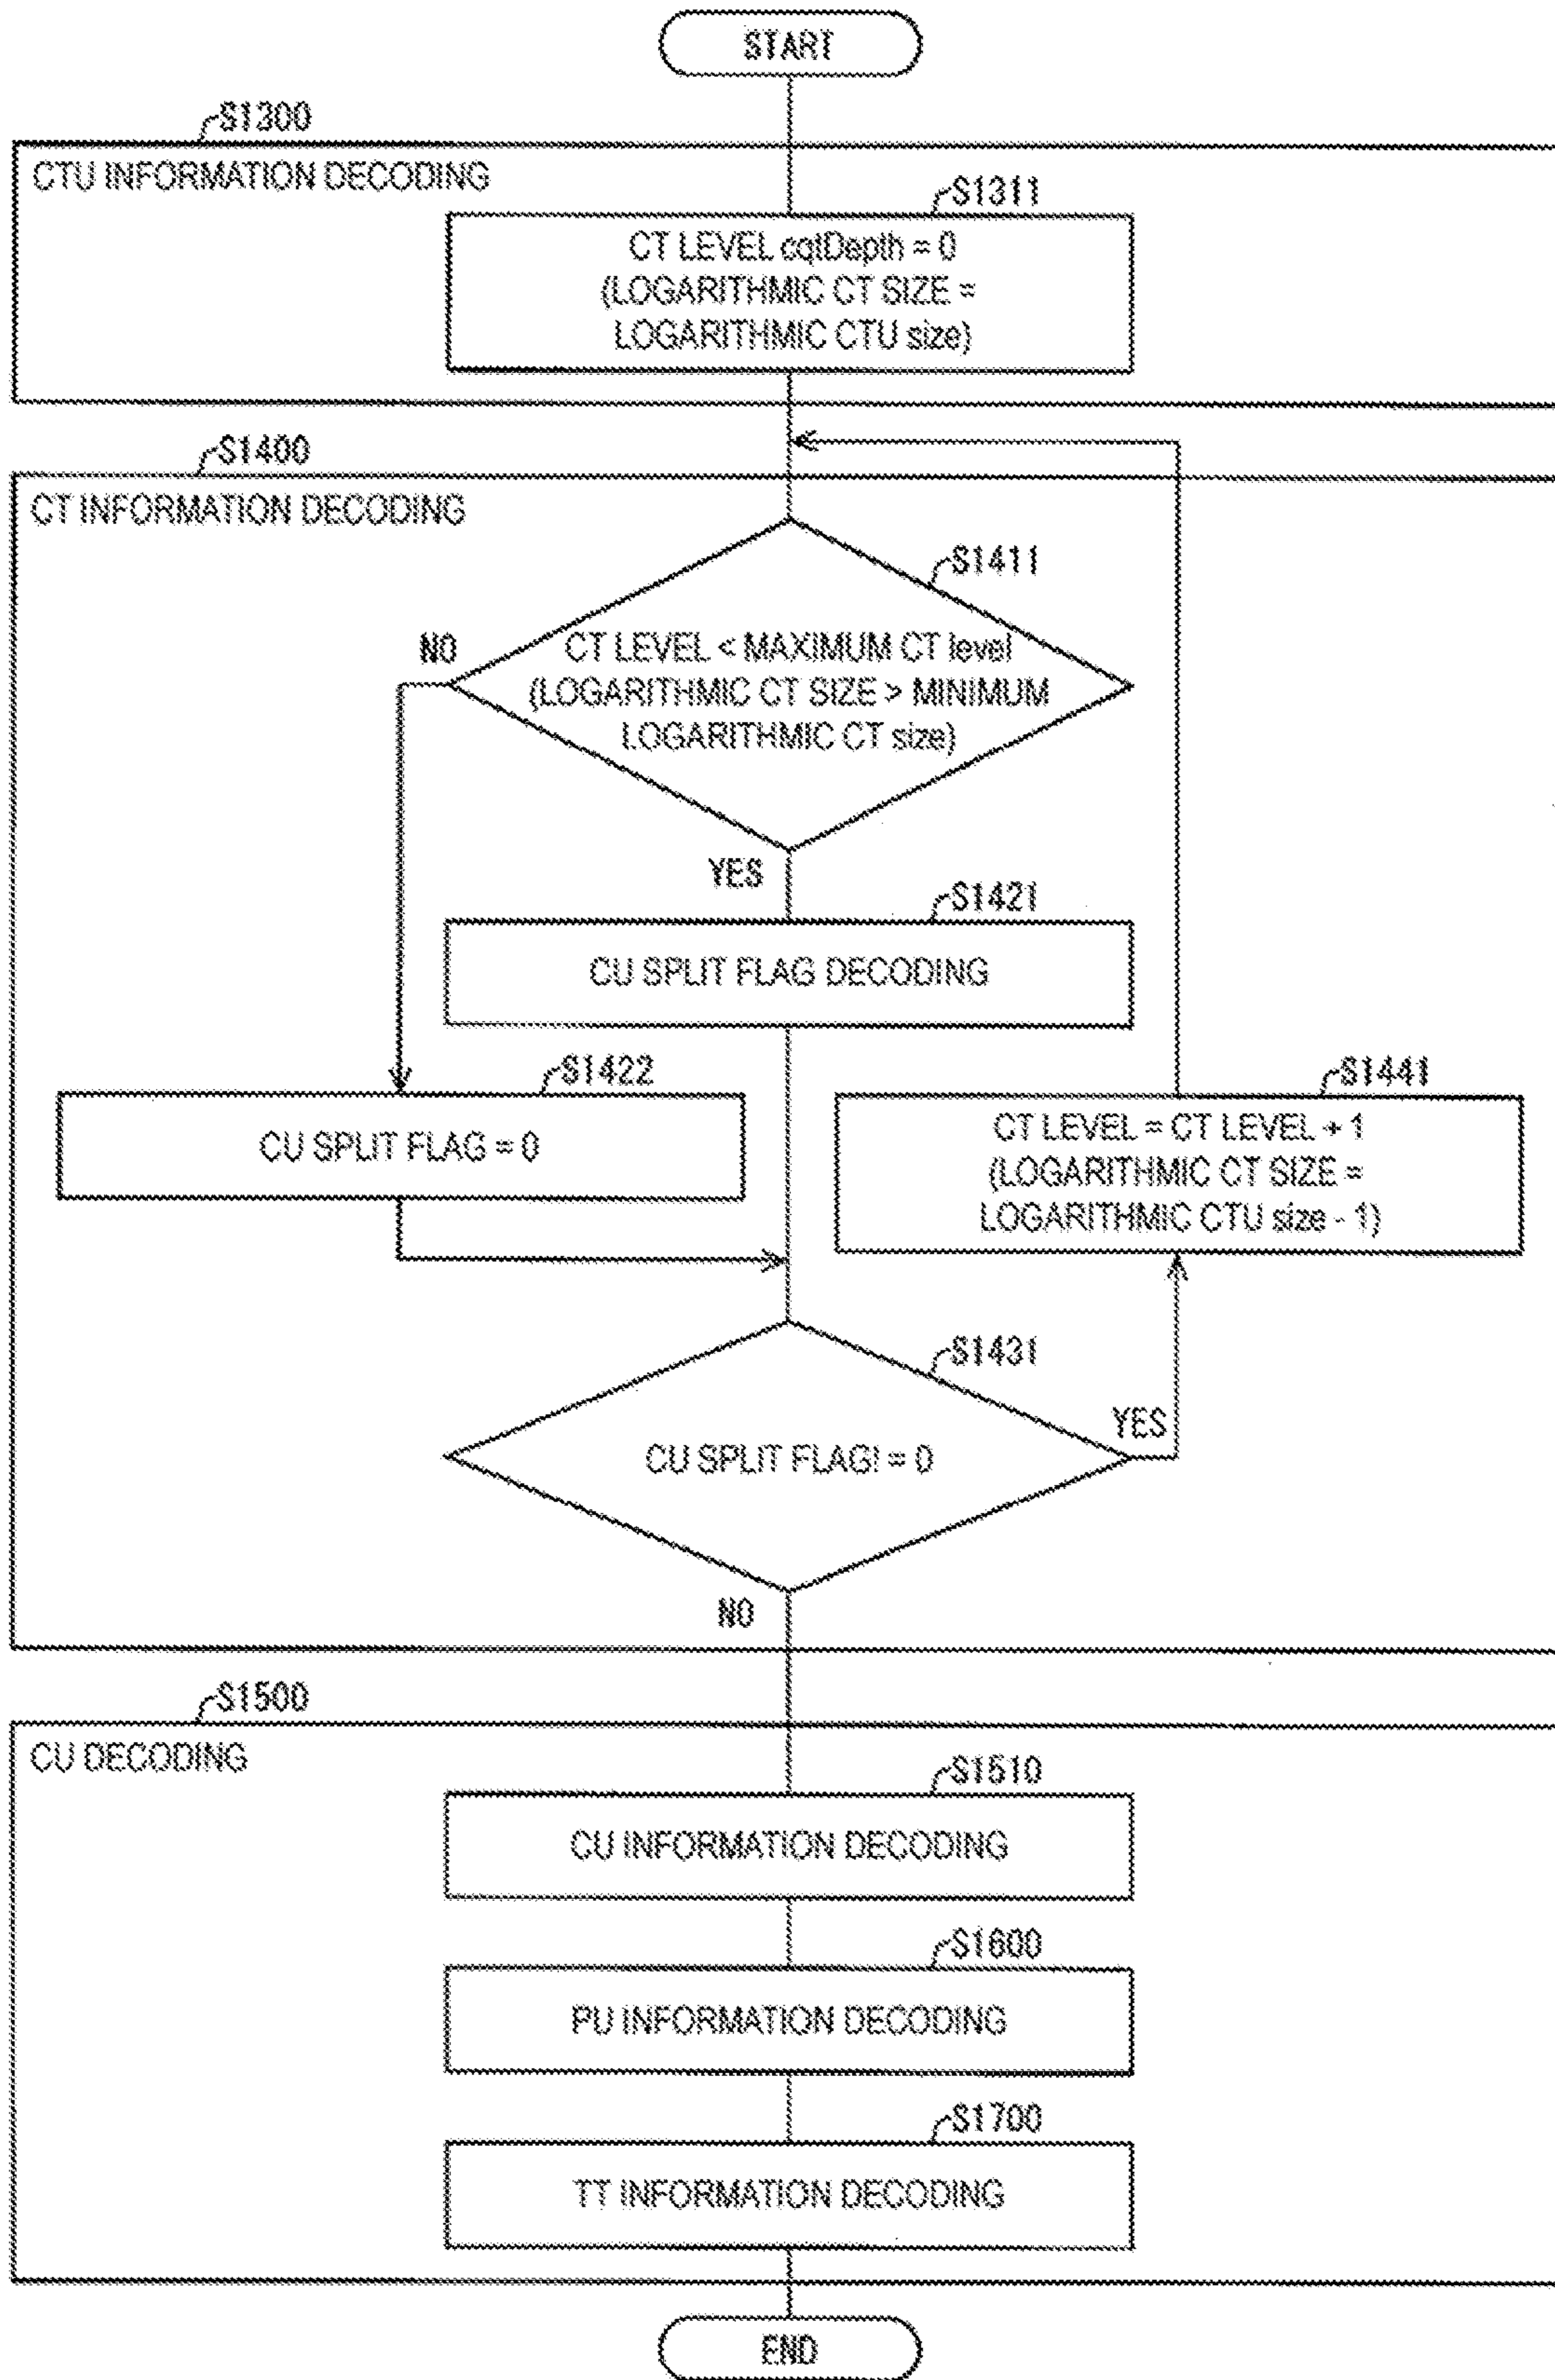 START
S1300
CTU INFORMATION DECODING
S1311
CT LEVEL cqtDepth = 0
(LOGARITHMIC CT SIZE =
LOGARITHMIC CTU size)
S1400
CT INFORMATION DECODING
S1411
NO
CT LEVEL < MAXIMUM CT level
(LOGARITHMIC CT SIZE > MINIMUM
LOGARITHMIC CT size)
YES
S1421
CU SPLIT FLAG DECODING
S1422
CU SPLIT FLAG = 0
S1441
CT LEVEL = CT LEVEL + 1
(LOGARITHMIC CT SIZE =
LOGARITHMIC CTU size - 1)
S1431
YES
CU SPLIT FLAG! = 0
NO
S1500
CU DECODING
S1510
CU INFORMATION DECODING
S1600
PU INFORMATION DECODING
S1700
TT INFORMATION DECODING
END